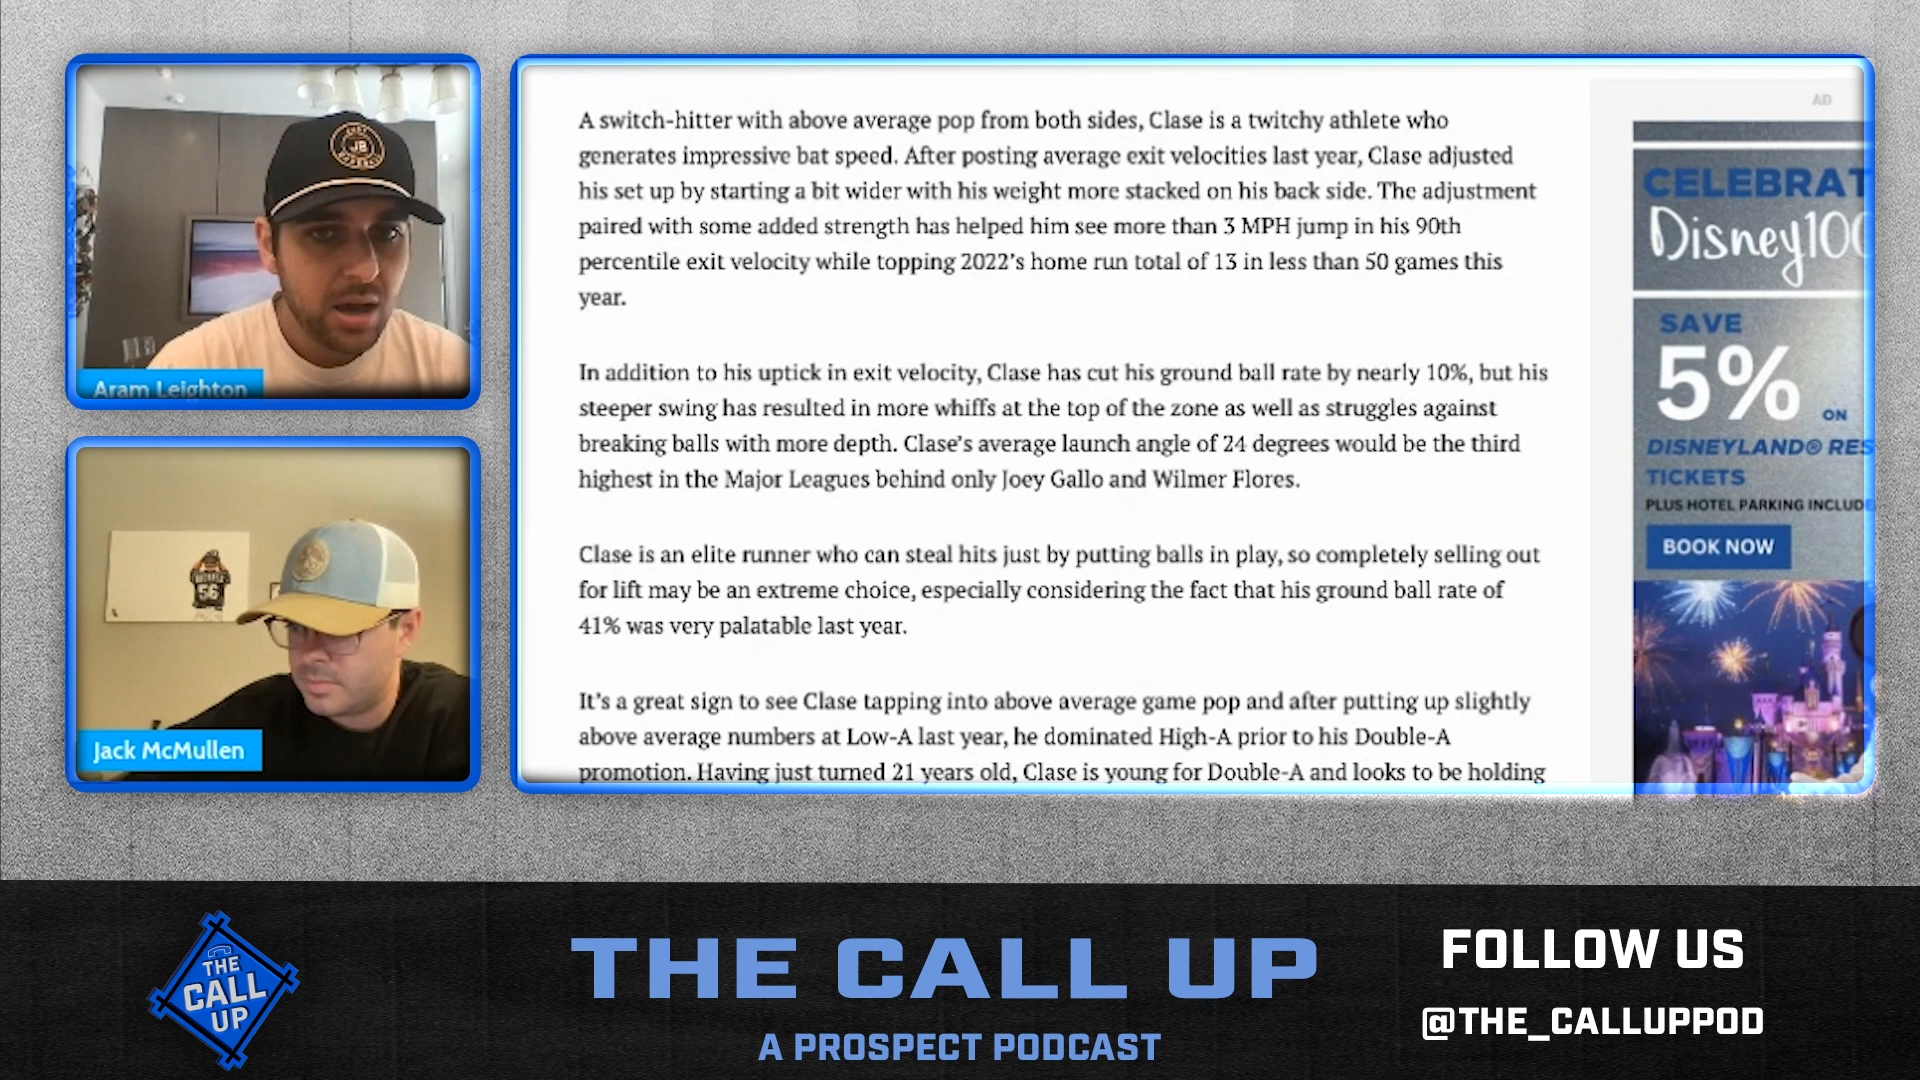 JB
Aram Leighton
56
Jack McMullen
A switch-hitter with above average pop from both sides, Clase is a twitchy athlete who
generates impressive bat speed. After posting average exit velocities last year, Clase adjusted
his set up by starting a bit wider with his weight more stacked on his back side. The adjustment
paired with some added strength has helped him see more than 3 MPH jump in his 90th
percentile exit velocity while topping 2022's home run total of 13 in less than 50 games this
year.
In addition to his uptick in exit velocity, Clase has cut his ground ball rate by nearly 10%, but his
steeper swing has resulted in more whiffs at the top of the zone as well as struggles against
breaking balls with more depth. Clase's average launch angle of 24 degrees would be the third
highest in the Major Leagues behind only Joey Gallo and Wilmer Flores.
Clase is an elite runner who can steal hits just by putting balls in play, so completely selling out
for lift may be an extreme choice, especially considering the fact that his ground ball rate of
41% was very palatable last year.
It's a great sign to see Clase tapping into above average game pop and after putting up slightly
above average numbers at Low-A last year, he dominated High-A prior to his Double-A
promotion. Having just turned 21 years old, Clase is young for Double-A and looks to be holding
AD
CELEBRAT
Disney100
SAVE
5%
ON
DISNEYLAND® RES
TICKETS
PLUS HOTEL PARKING INCLUDE
BOOK NOW
THE
CALL
UP
THE CALL UP
A PROSPECT PODCAST
FOLLOW US
@THE_CALLUPPOD